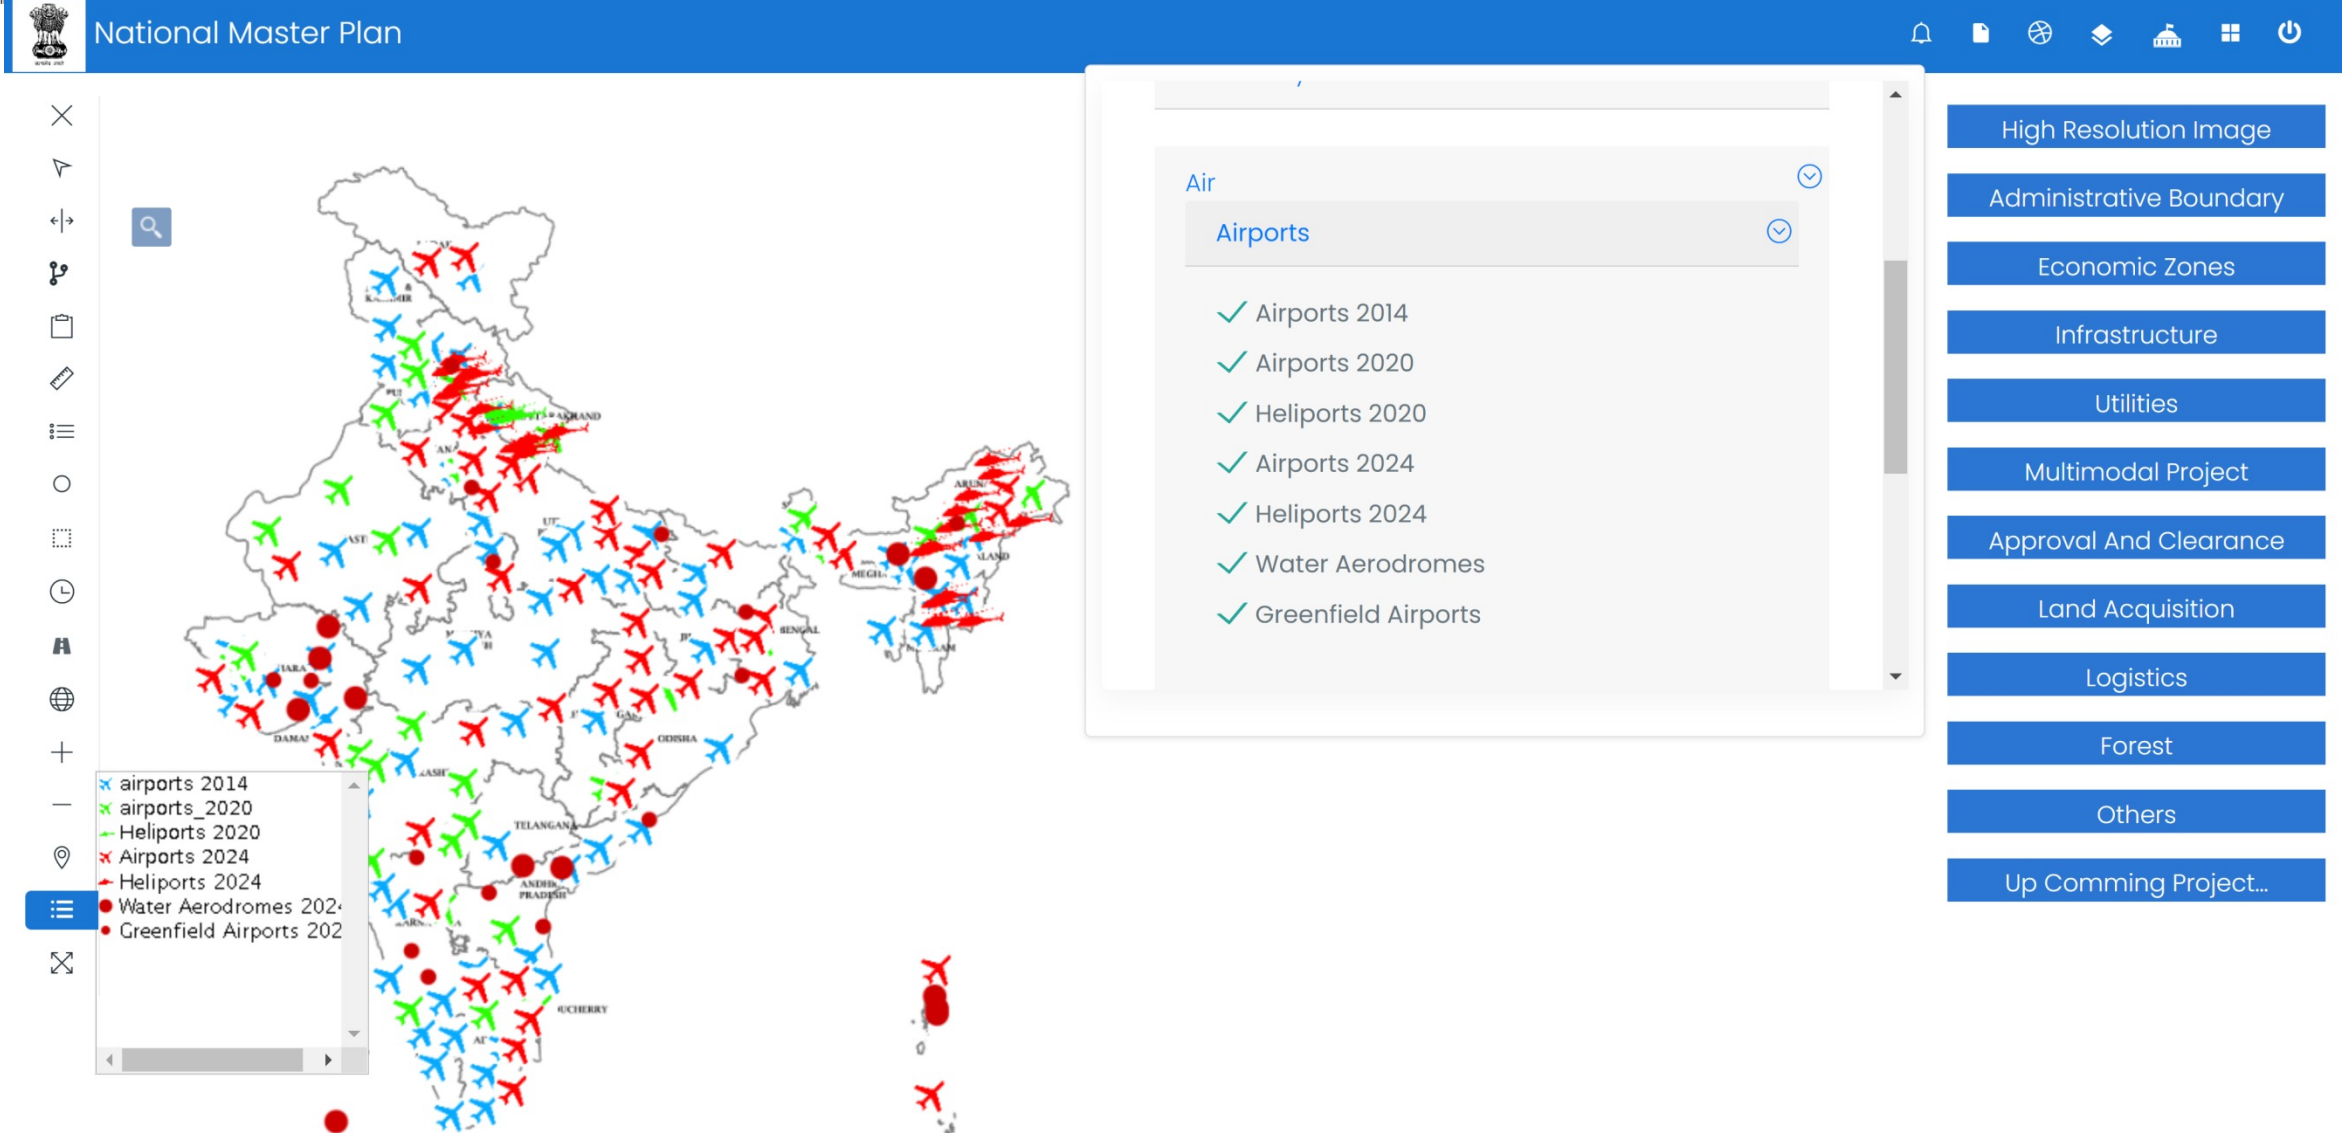 National Master Plan
Air
Airports
Airports 2014
Airports 2020
Heliports 2020
Airports 2024
Heliports 2024
Water Aerodromes
Greenfield Airports
High Resolution Image
Administrative Boundary
Economic Zones
Infrastructure
Utilities
Multimodal Project
Approval And Clearance
Land Acquisition
Logistics
Forest
Others
Up Comming Project...
BENGAL
ODISHA
TELANGANA
ANDHR
PRADESH
UCHERRY
airports 2014
airports_2020
Heliports 2020
Airports 2024
Heliports 2024
Water Aerodromes 202
Greenfield Airports 202